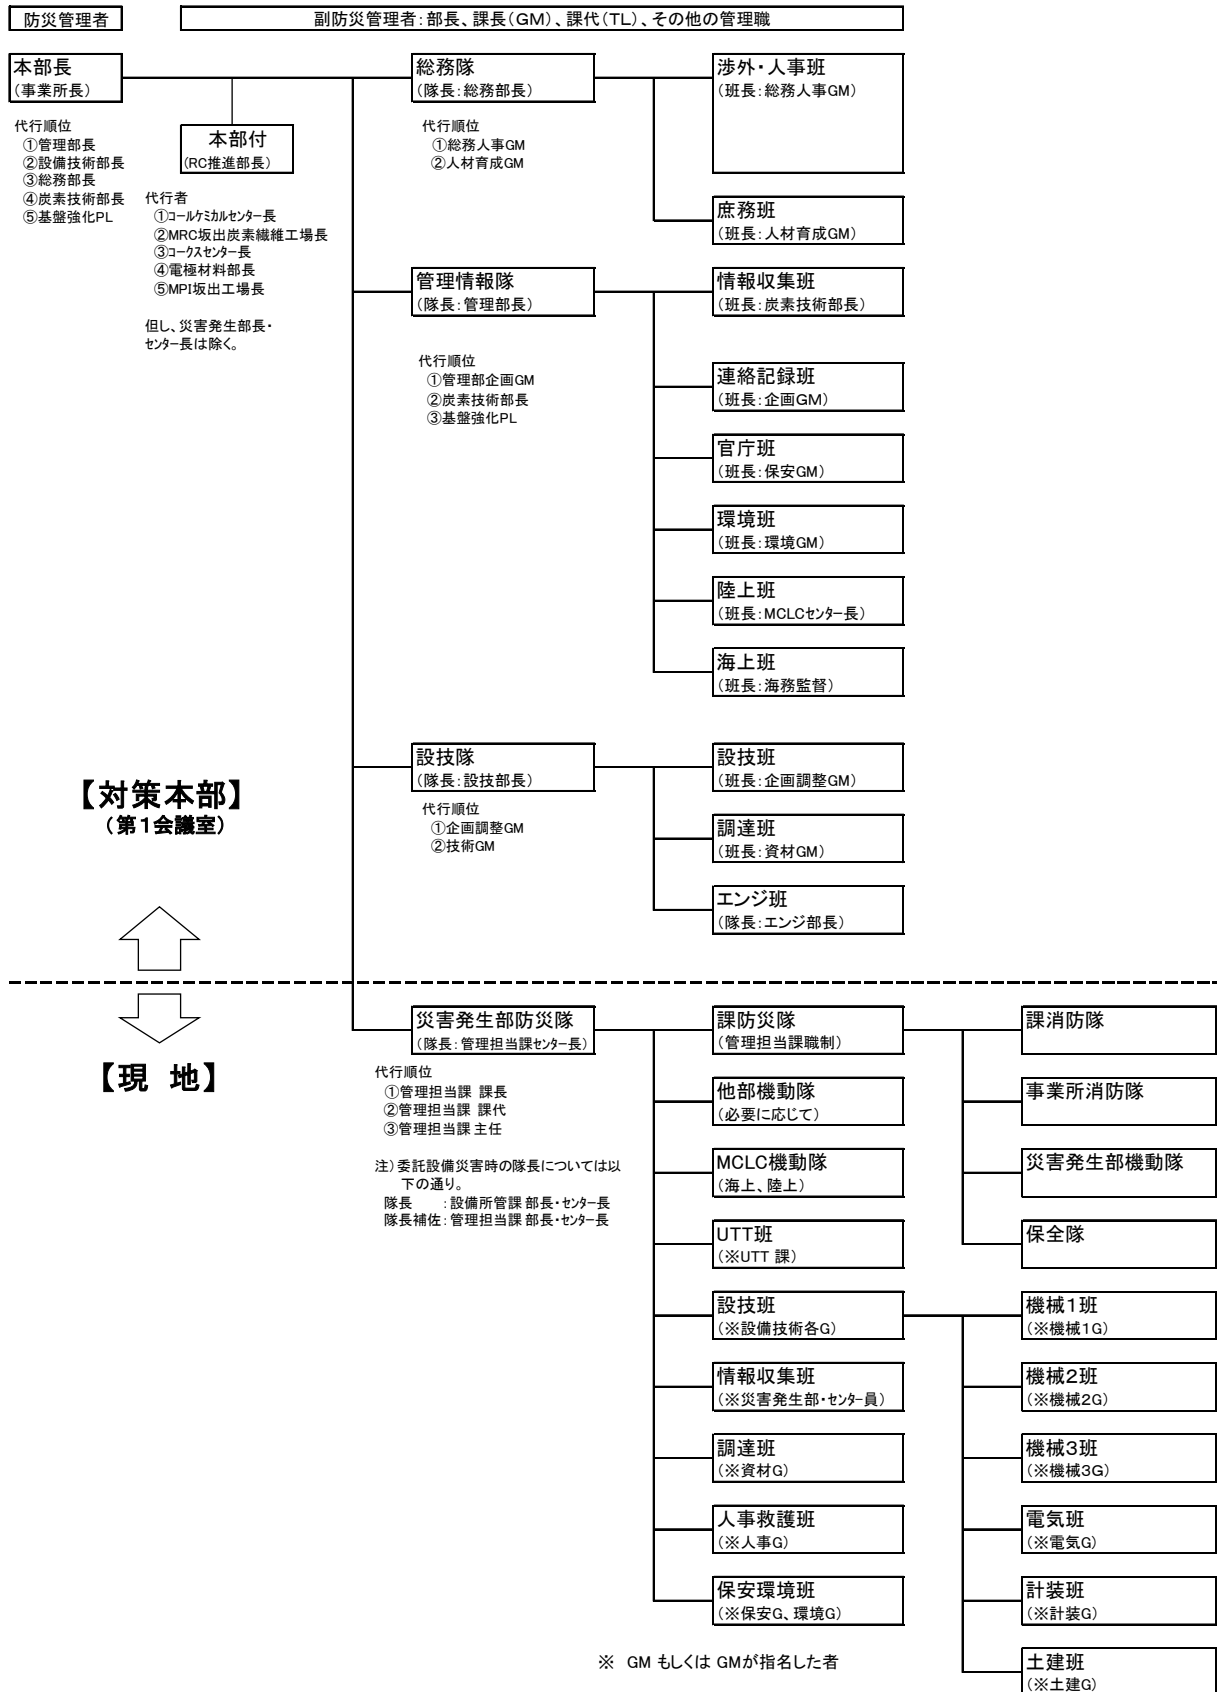 防災管理者
副防災管理者：部長、課長（GM）、課代（TL）、その他の管理職
本部長
（事業所長）
代行順位
①管理部長
②設備技術部長
③総務部長
④炭素技術部長
⑤基盤強化PL
本部付
（RC推進部長）
代行者
①コールケミカルセンター長
②MRC坂出炭素繊維工場長
③コークスセンター長
④電極材料部長
⑤MPI坂出工場長
但し、災害発生部長・
センター長は除く。
総務隊
（隊長：総務部長）
代行順位
①総務人事GM
②人材育成GM
渉外・人事班
（班長：総務人事GM）
庶務班
（班長：人材育成GM）
管理情報隊
（隊長：管理部長）
代行順位
①管理部企画GM
②炭素技術部長
③基盤強化PL
情報収集班
（班長：炭素技術部長）
連絡記録班
（班長：企画GM）
官庁班
（班長：保安GM）
環境班
（班長：環境GM）
陸上班
（班長：MCLCセンター長）
海上班
（班長：海務監督）
設技隊
（隊長：設技部長）
代行順位
①企画調整GM
②技術GM
設技班
（班長：企画調整GM）
調達班
（班長：資材GM）
エンジ班
（隊長：エンジ部長）
【対策本部】
（第１会議室）
【現　地】
災害発生部防災隊
（隊長：管理担当課センター長）
代行順位
①管理担当課 課長
②管理担当課 課代
③管理担当課 主任
注）委託設備災害時の隊長については以
下の通り。
隊長　　：設備所管課 部長・センター長
隊長補佐：管理担当課 部長・センター長
課防災隊
（管理担当課職制）
他部機動隊
（必要に応じて）
MCLC機動隊
（海上、陸上）
UTT班
（※UTT 課）
設技班
（※設備技術各G）
情報収集班
（※災害発生部・センター員）
調達班
（※資材G）
人事救護班
（※人事G）
保安環境班
（※保安G、環境G）
課消防隊
事業所消防隊
災害発生部機動隊
保全隊
機械１班
（※機械１G）
機械２班
（※機械２G）
機械３班
（※機械３G）
電気班
（※電気G）
計装班
（※計装G）
土建班
（※土建G）
※　GM もしくは GMが指名した者